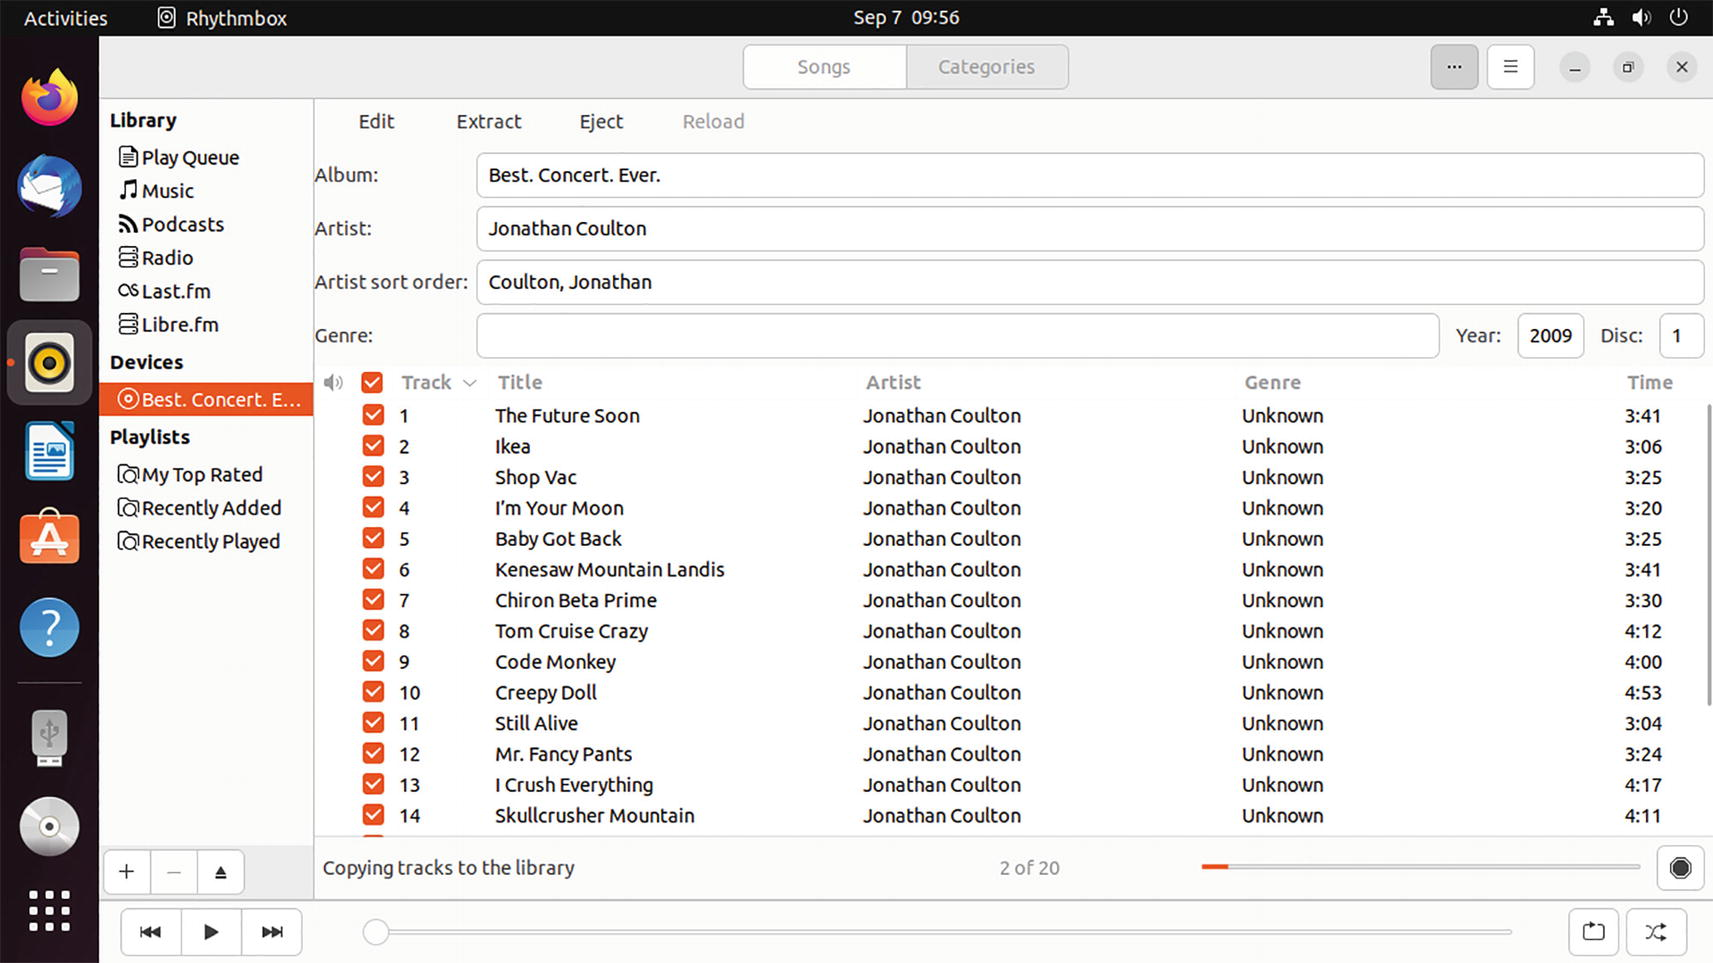 Activities Rhythmbox Sep 7 09:56
Songs Categories
Library
Play Queue
Music
Podcasts
Radio
Last.fm
Libre.fm
Devices
Best. Concert. E...
Playlists
My Top Rated
Recently Added
Recently Played
Edit Extract Eject Reload
Album: Best. Concert. Ever.
Artist: Jonathan Coulton
Artist sort order: Coulton, Jonathan
Genre: Year: 2009 Disc: 1
Track Title Artist Genre Time
1 The Future Soon Jonathan Coulton Unknown 3:41
2 Ikea Jonathan Coulton Unknown 3:06
3 Shop Vac Jonathan Coulton Unknown 3:25
4 I’m Your Moon Jonathan Coulton Unknown 3:20
5 Baby Got Back Jonathan Coulton Unknown 3:25
6 Kenesaw Mountain Landis Jonathan Coulton Unknown 3:41
7 Chiron Beta Prime Jonathan Coulton Unknown 3:30
8 Tom Cruise Crazy Jonathan Coulton Unknown 4:12
9 Code Monkey Jonathan Coulton Unknown 4:00
10 Creepy Doll Jonathan Coulton Unknown 4:53
11 Still Alive Jonathan Coulton Unknown 3:04
12 Mr. Fancy Pants Jonathan Coulton Unknown 3:24
13 I Crush Everything Jonathan Coulton Unknown 4:17
14 Skullcrusher Mountain Jonathan Coulton Unknown 4:11
Copying tracks to the library 2 of 20